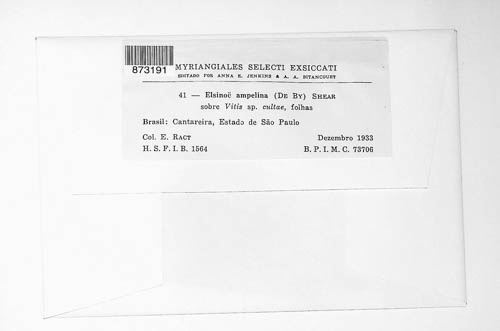 873191
MYRIANGIALES SELECTI EXSICCATI
EDITADO POR ANNA E. JENKINS & A. A. BITANCOURT
41 — Elsinoë ampelina (DE BY) SHEAR
sobre Vitis sp. cultae, folhas
Brasil: Cantareira, Estado de São Paulo
Col. E. RACT Dezembro 1933
H. S. F. I. B. 1564 B. P. I. M. C. 73706